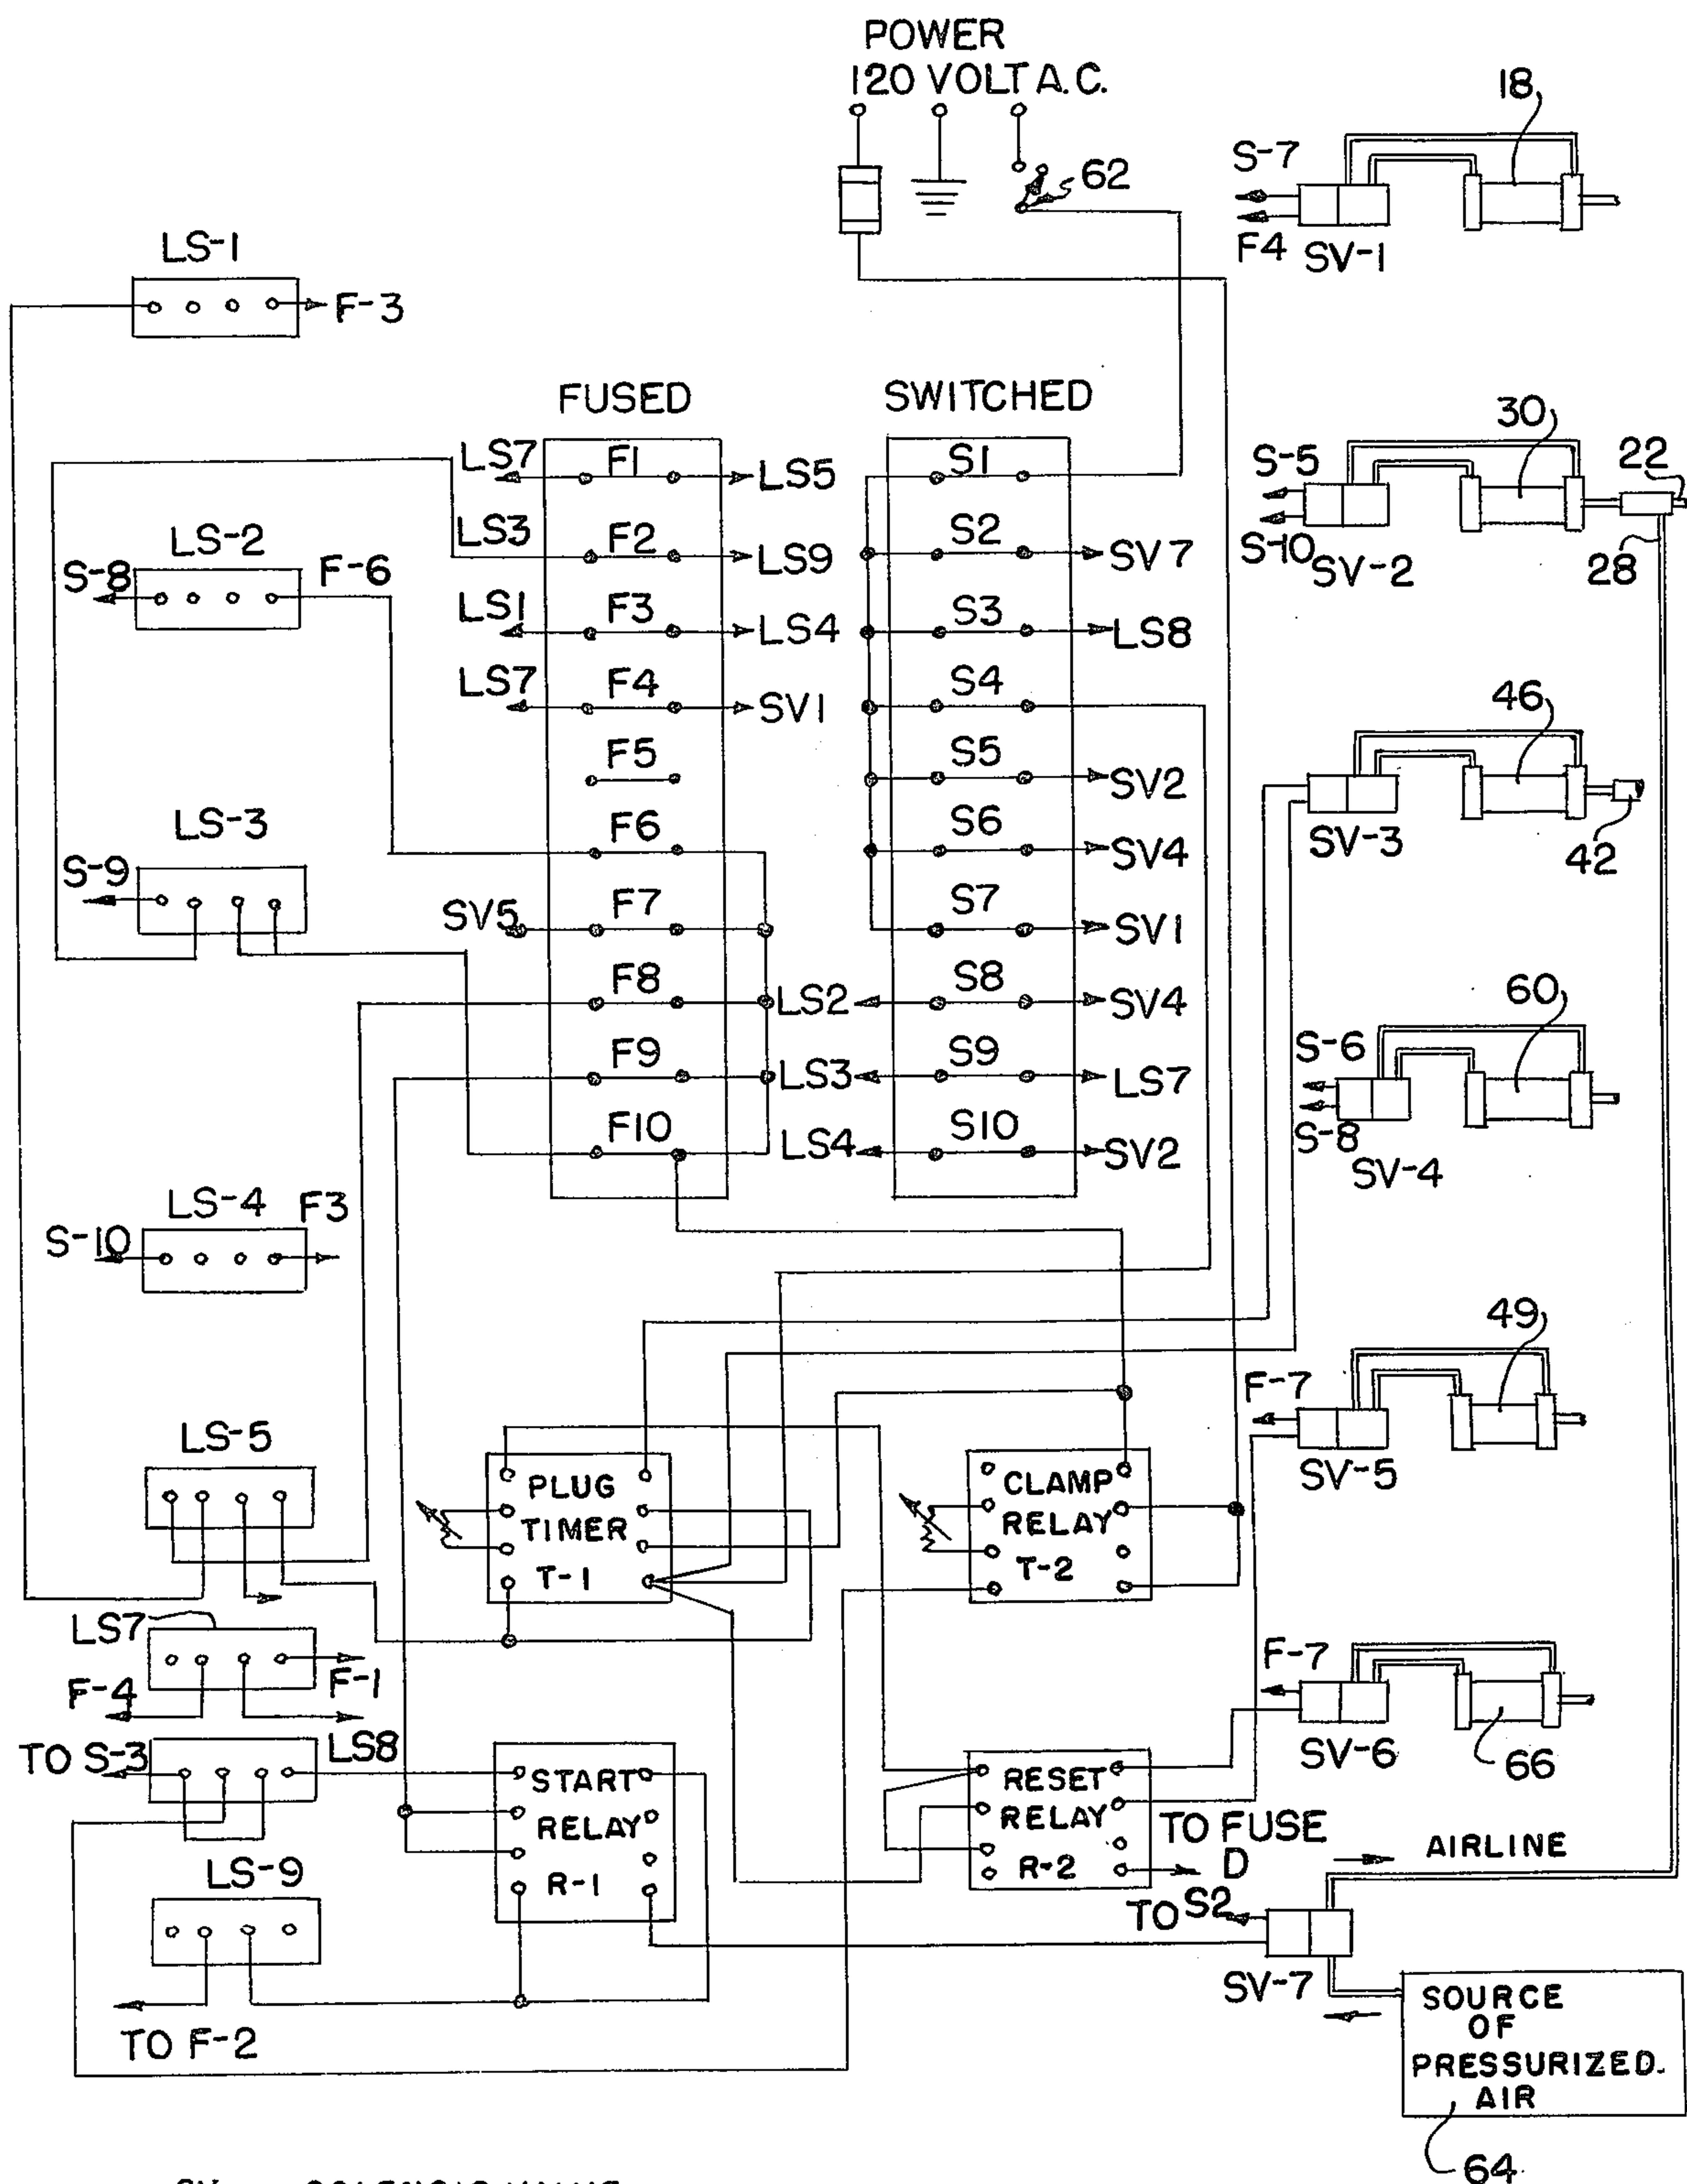 POWER
120 VOLT A.C.
18
S-7
62
F4 SV-1
LS-1
F-3
FUSED
SWITCHED
30
22
LS7 F1 LS5
S1
S-5
S-10 SV-2
28
LS3 F2 LS9
S2 SV7
LS-2
S-8 F-6
LS1 F3 LS4
S3 LS8
LS7 F4 SV1
S4
46
F5
S5 SV2
SV-3
42
LS-3
F6
S6 SV4
S-9
SV5 F7
S7 SV1
F8
LS2 S8 SV4
60
F9
LS3 S9 LS7
S-6
S-8
SV-4
F10
LS4 S10 SV2
LS-4 F3
S-10
49
F-7
SV-5
LS-5
PLUG
TIMER
T-1
CLAMP
RELAY
T-2
LS7
F-4 F-1
F-7
SV-6
66
TO S-3 LS8
START
RELAY
R-1
RESET
RELAY
R-2
TO FUSE
D
AIRLINE
LS-9
TO S2
SV-7
TO F-2
SOURCE
OF
PRESSURIZED.
AIR
64